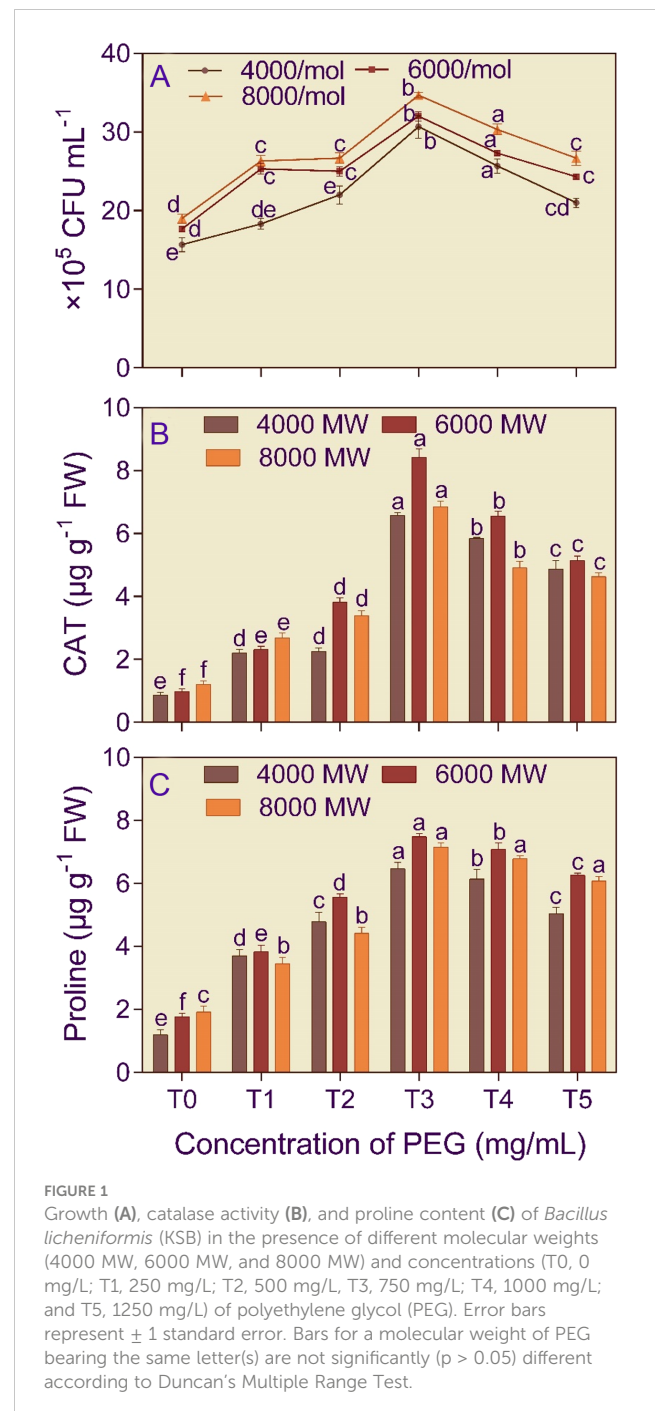 A
4000/mol
6000/mol
8000/mol
×10⁵ CFU mL⁻¹
40
30
20
10
0
d
c
c
b
a
c
d
c
c
b
a
c
e
de
e
b
a
cd
B
4000 MW
6000 MW
8000 MW
CAT (µg g⁻¹ FW)
10
8
6
4
2
0
e f f
d e e
d d d
a a a
b b b
c c c
C
4000 MW
6000 MW
8000 MW
Proline (µg g⁻¹ FW)
10
8
6
4
2
0
e f c
d e b
c d b
a a a
b b a
c c a
T0 T1 T2 T3 T4 T5
Concentration of PEG (mg/mL)
FIGURE 1
Growth (A), catalase activity (B), and proline content (C) of Bacillus
licheniformis (KSB) in the presence of different molecular weights
(4000 MW, 6000 MW, and 8000 MW) and concentrations (T0, 0
mg/L; T1, 250 mg/L; T2, 500 mg/L, T3, 750 mg/L; T4, 1000 mg/L;
and T5, 1250 mg/L) of polyethylene glycol (PEG). Error bars
represent ± 1 standard error. Bars for a molecular weight of PEG
bearing the same letter(s) are not significantly (p > 0.05) different
according to Duncan's Multiple Range Test.